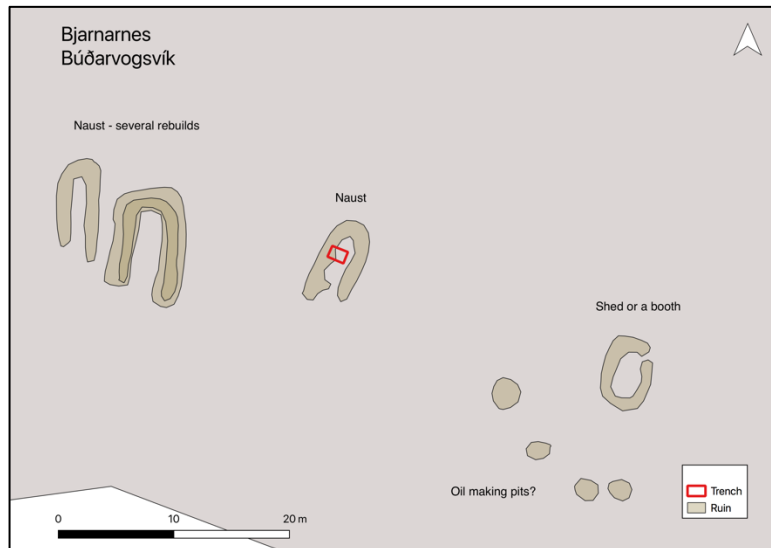 Bjarnarnes
Búðarvogsvík
Naust - several rebuilds
Naust
Shed or a booth
Oil making pits?
Trench
Ruin
0 10 20 m